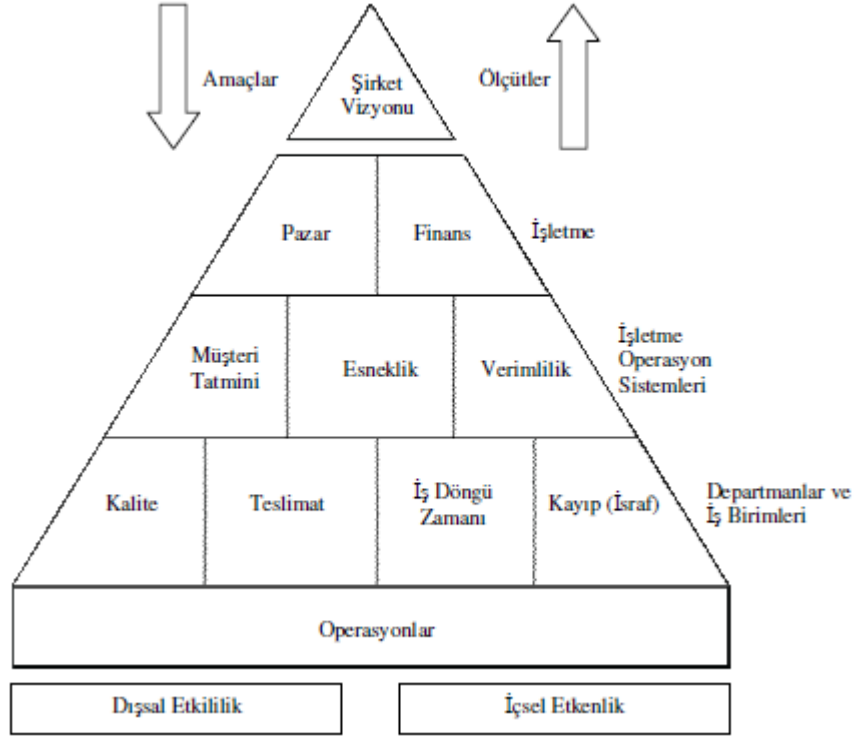 Amaçlar
Şirket
Vizyonu
Ölçütler
Pazar
Finans
İşletme
Müşteri
Tatmini
Esneklik
Verimlilik
İşletme
Operasyon
Sistemleri
Kalite
Teslimat
İş Döngü
Zamanı
Kayıp (İsraf)
Departmanlar ve
İş Birimleri
Operasyonlar
Dışsal Etkililik
İçsel Etkenlik